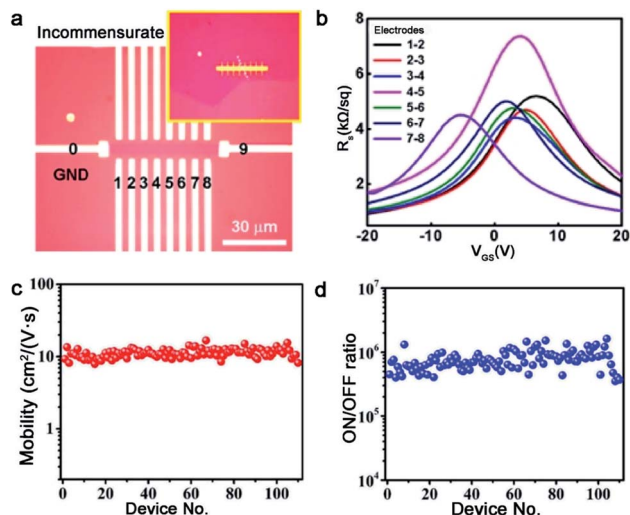 a
Incommensurate
0
9
GND
1 2 3 4 5 6 7 8
30 µm
b
Electrodes
1-2
2-3
3-4
4-5
5-6
6-7
7-8
8
6
4
2
Rs(kΩ/sq)
-20 -10 0 10 20
VGS(V)
c
100
10
1
Mobility (cm²/(V·s)
0 20 40 60 80 100
Device No.
d
10⁷
10⁶
10⁵
10⁴
ON/OFF ratio
0 20 40 60 80 100
Device No.